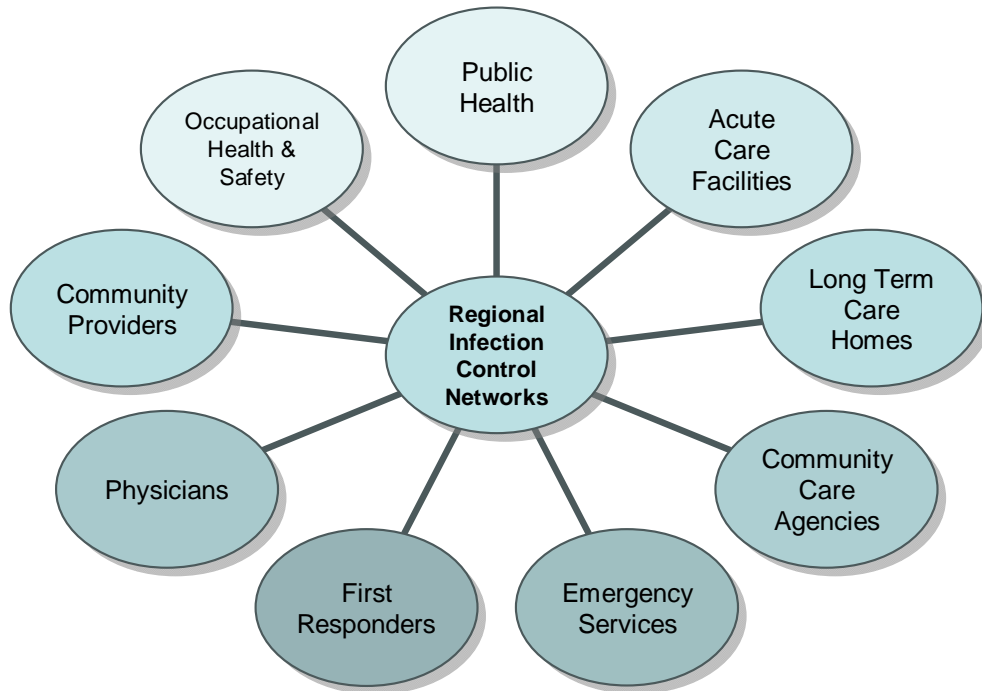 Public
Health
Acute
Care
Facilities
Long Term
Care
Homes
Community
Care
Agencies
Emergency
Services
First
Responders
Physicians
Community
Providers
Occupational
Health &
Safety
Regional
Infection
Control
Networks